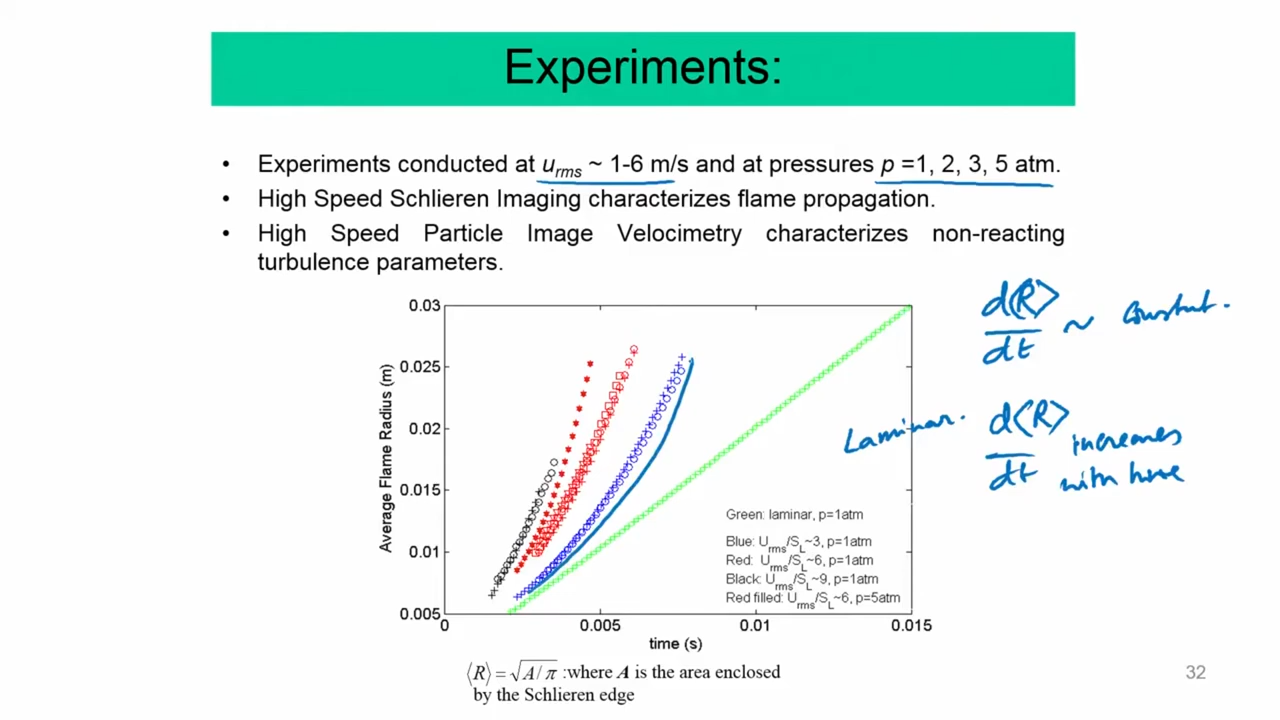 Experiments:
• Experiments conducted at u_rms ~ 1-6 m/s and at pressures p =1, 2, 3, 5 atm.
• High Speed Schlieren Imaging characterizes flame propagation.
• High Speed Particle Image Velocimetry characterizes non-reacting
turbulence parameters.
0.03
0.025
0.02
0.015
0.01
0.005
Average Flame Radius (m)
0 0.005 0.01 0.015
time (s)
Green: laminar, p=1atm
Blue: U_rms/S_L~3, p=1atm
Red: U_rms/S_L~6, p=1atm
Black: U_rms/S_L~9, p=1atm
Red filled: U_rms/S_L~6, p=5atm
d⟨R⟩
dt
~ constant.
Laminar.
d⟨R⟩
dt
increases
with time
⟨R⟩ = √A/π :where A is the area enclosed
by the Schlieren edge
32